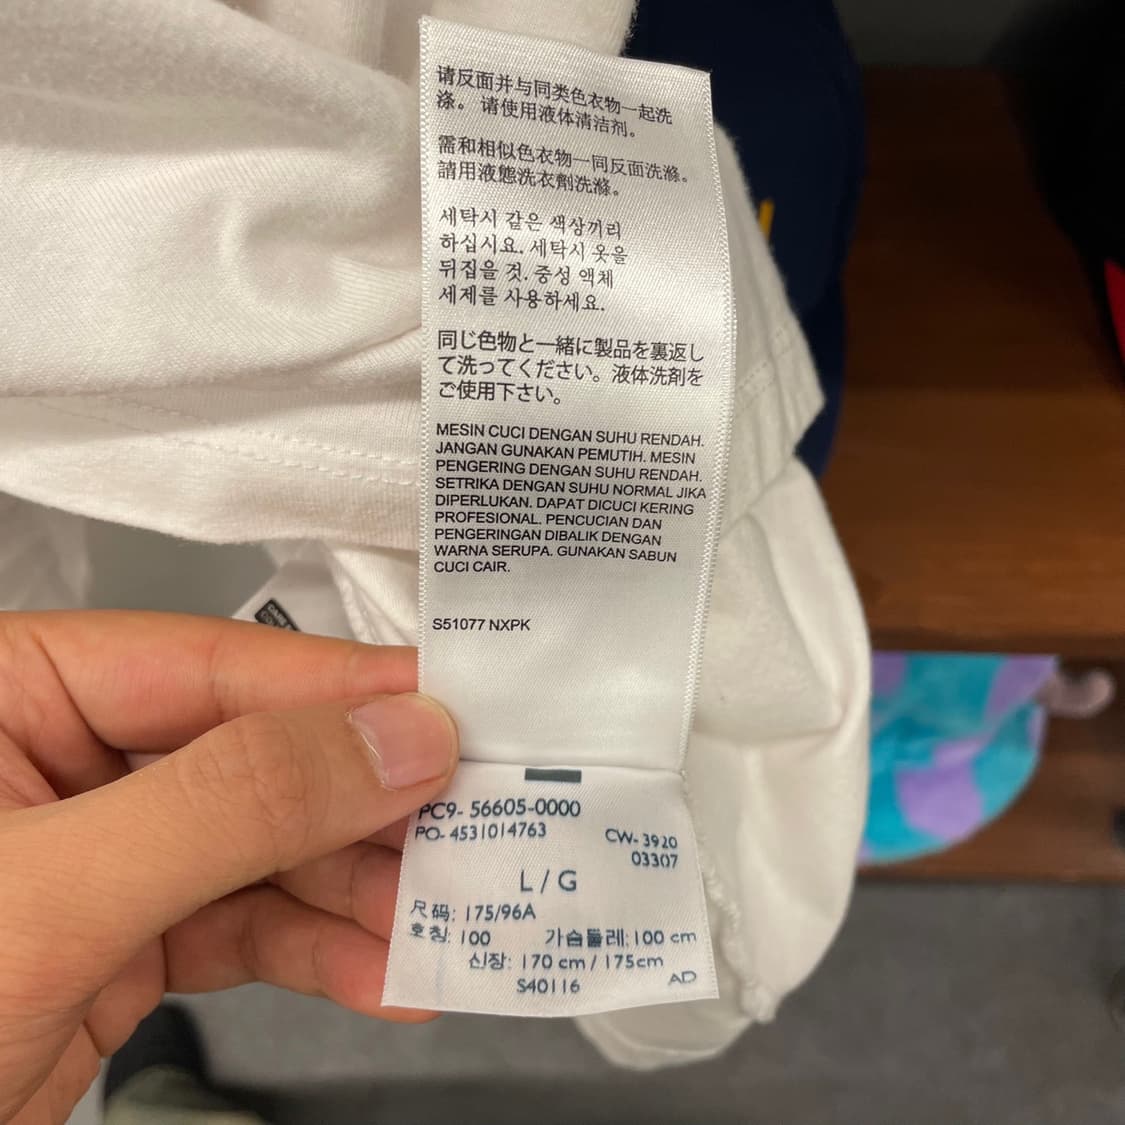 请反面并与同类色衣物一起洗
涤。请使用液体清洁剂。
需和相似色衣物一同反面洗滌。
請用液態洗衣劑洗滌。
세탁시 같은 색상끼리
하십시요. 세탁시 옷을
뒤집을 것. 중성 액체
세제를 사용하세요.
同じ色物と一緒に製品を裏返し
て洗ってください。液体洗剤を
ご使用下さい。
MESIN CUCI DENGAN SUHU RENDAH.
JANGAN GUNAKAN PEMUTIH. MESIN
PENGERING DENGAN SUHU RENDAH.
SETRIKA DENGAN SUHU NORMAL JIKA
DIPERLUKAN. DAPAT DICUCI KERING
PROFESIONAL. PENCUCIAN DAN
PENGERINGAN DIBALIK DENGAN
WARNA SERUPA. GUNAKAN SABUN
CUCI CAIR.
S51077 NXPK
PC9- 56605-0000
PO- 4531014763 CW- 3920
03307
L / G
尺码: 175/96A
호칭: 100 가슴둘레: 100 cm
신장: 170 cm / 175cm
S40116 AD